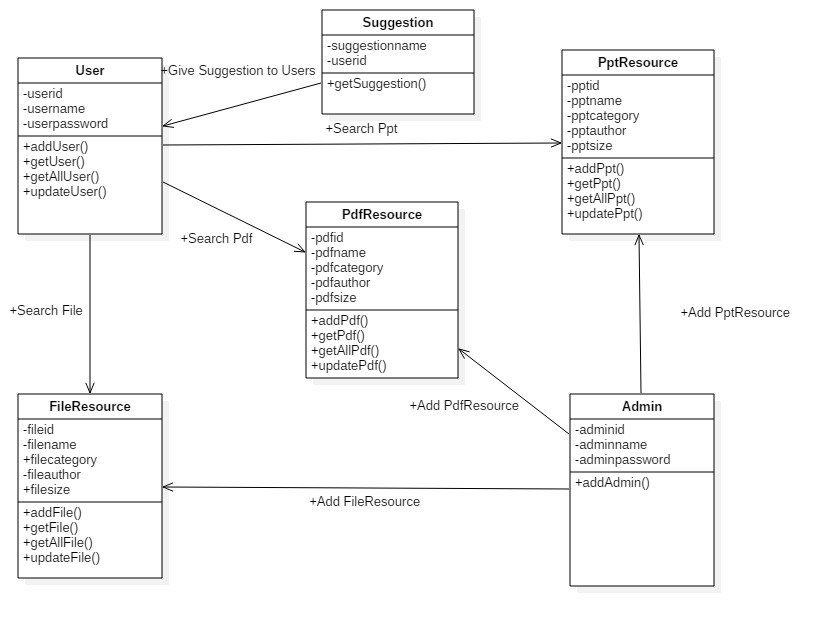 Suggestion
-suggestionname
-userid
+getSuggestion()
User
-userid
-username
-userpassword
+addUser()
+getUser()
+getAllUser()
+updateUser()
+Give Suggestion to Users
+Search Ppt
PptResource
-pptid
-pptname
-pptcategory
-pptauthor
-pptsize
+addPpt()
+getPpt()
+getAllPpt()
+updatePpt()
+Search Pdf
PdfResource
-pdfid
-pdfname
-pdfcategory
-pdfauthor
-pdfsize
+addPdf()
+getPdf()
+getAllPdf()
+updatePdf()
+Search File
+Add PptResource
+Add PdfResource
FileResource
-fileid
-filename
+filecategory
-fileauthor
+filesize
+addFile()
+getFile()
+getAllFile()
+updateFile()
+Add FileResource
Admin
-adminid
-adminname
-adminpassword
+addAdmin()